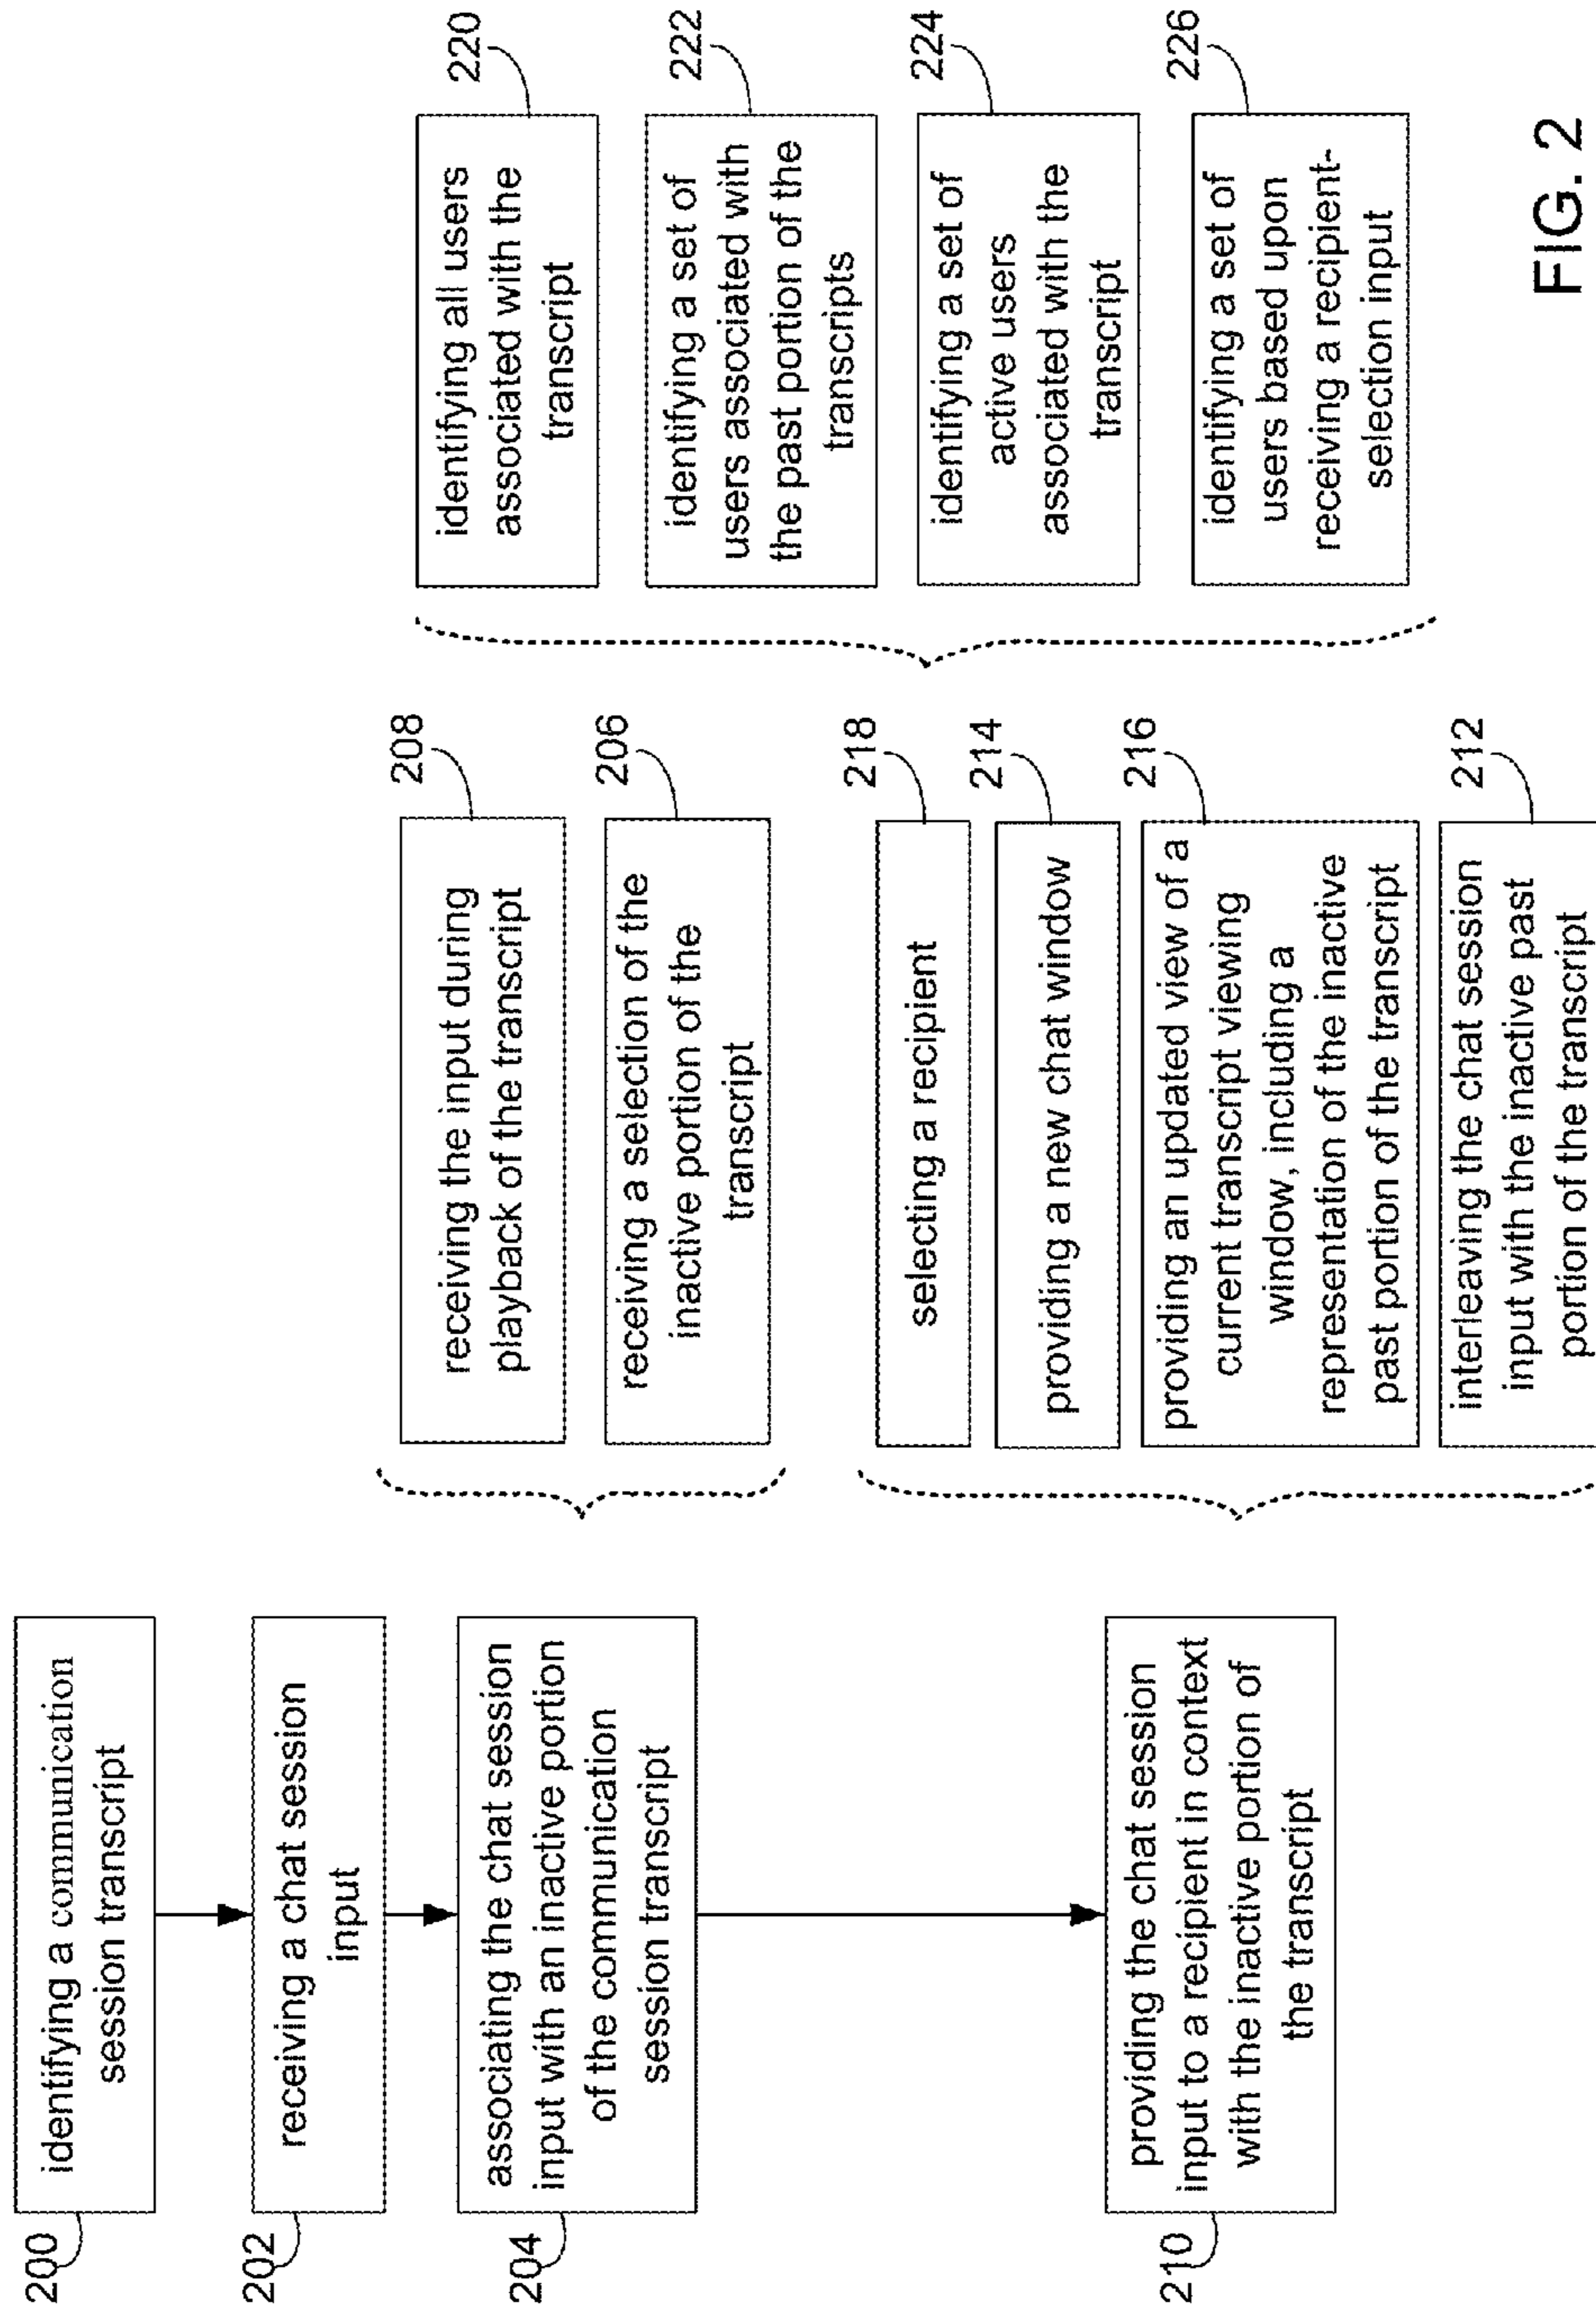 200
identifying a communication
session transcript
202
receiving a chat session
input
204
associating the chat session
input with an inactive portion
of the communication
session transcript
210
providing the chat session
input to a recipient in context
with the inactive portion of
the transcript
208
receiving the input during
playback of the transcript
206
receiving a selection of the
inactive portion of the
transcript
218
selecting a recipient
214
providing a new chat window
216
providing an updated view of a
current transcript viewing
window, including a
representation of the inactive
past portion of the transcript
212
interleaving the chat session
input with the inactive past
portion of the transcript
220
identifying all users
associated with the
transcript
222
identifying a set of
users associated with
the past portion of the
transcripts
224
identifying a set of
active users
associated with the
transcript
226
identifying a set of
users based upon
receiving a recipient-
selection input
FIG. 2